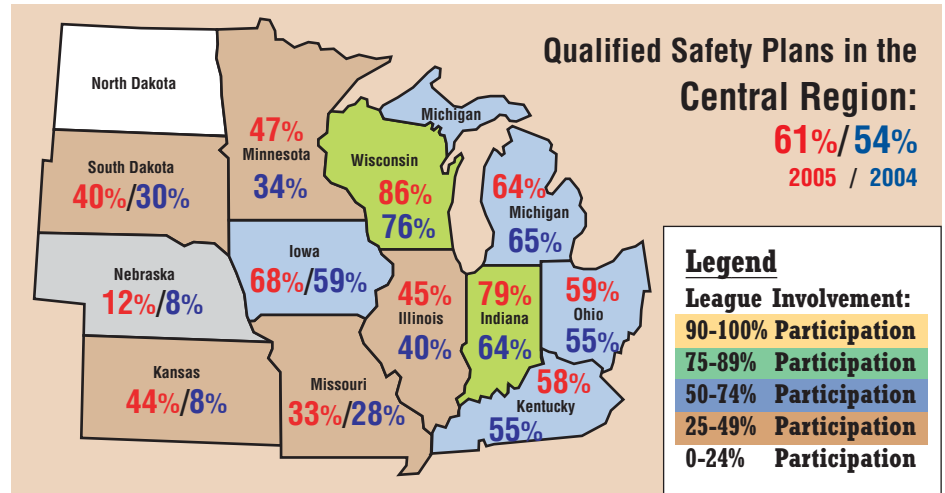 Qualified Safety Plans in the
Central Region:
61%/54%
2005 / 2004
North Dakota
47%
Minnesota
34%
South Dakota
40%/30%
Wisconsin
86%
76%
Michigan
64%
Michigan
65%
Nebraska
12%/8%
Iowa
68%/59%
45%
Illinois
40%
79%
Indiana
64%
59%
Ohio
55%
Kansas
44%/8%
Missouri
33%/28%
58%
Kentucky
55%
Legend
League Involvement:
90-100% Participation
75-89% Participation
50-74% Participation
25-49% Participation
0-24% Participation